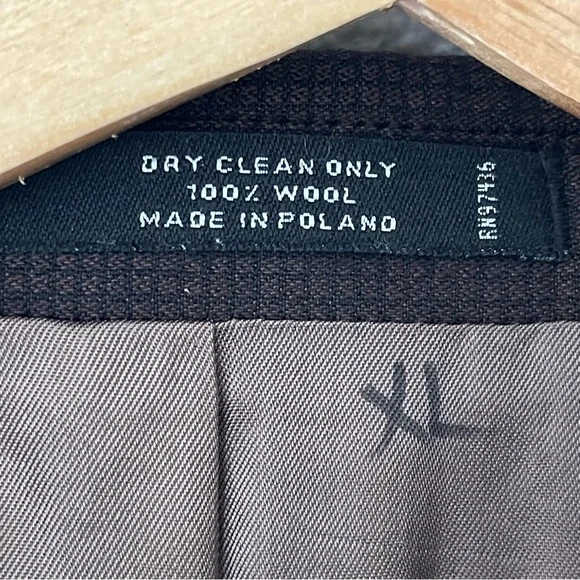 DRY CLEAN ONLY
100% WOOL
MADE IN POLAND
RN97436
XL